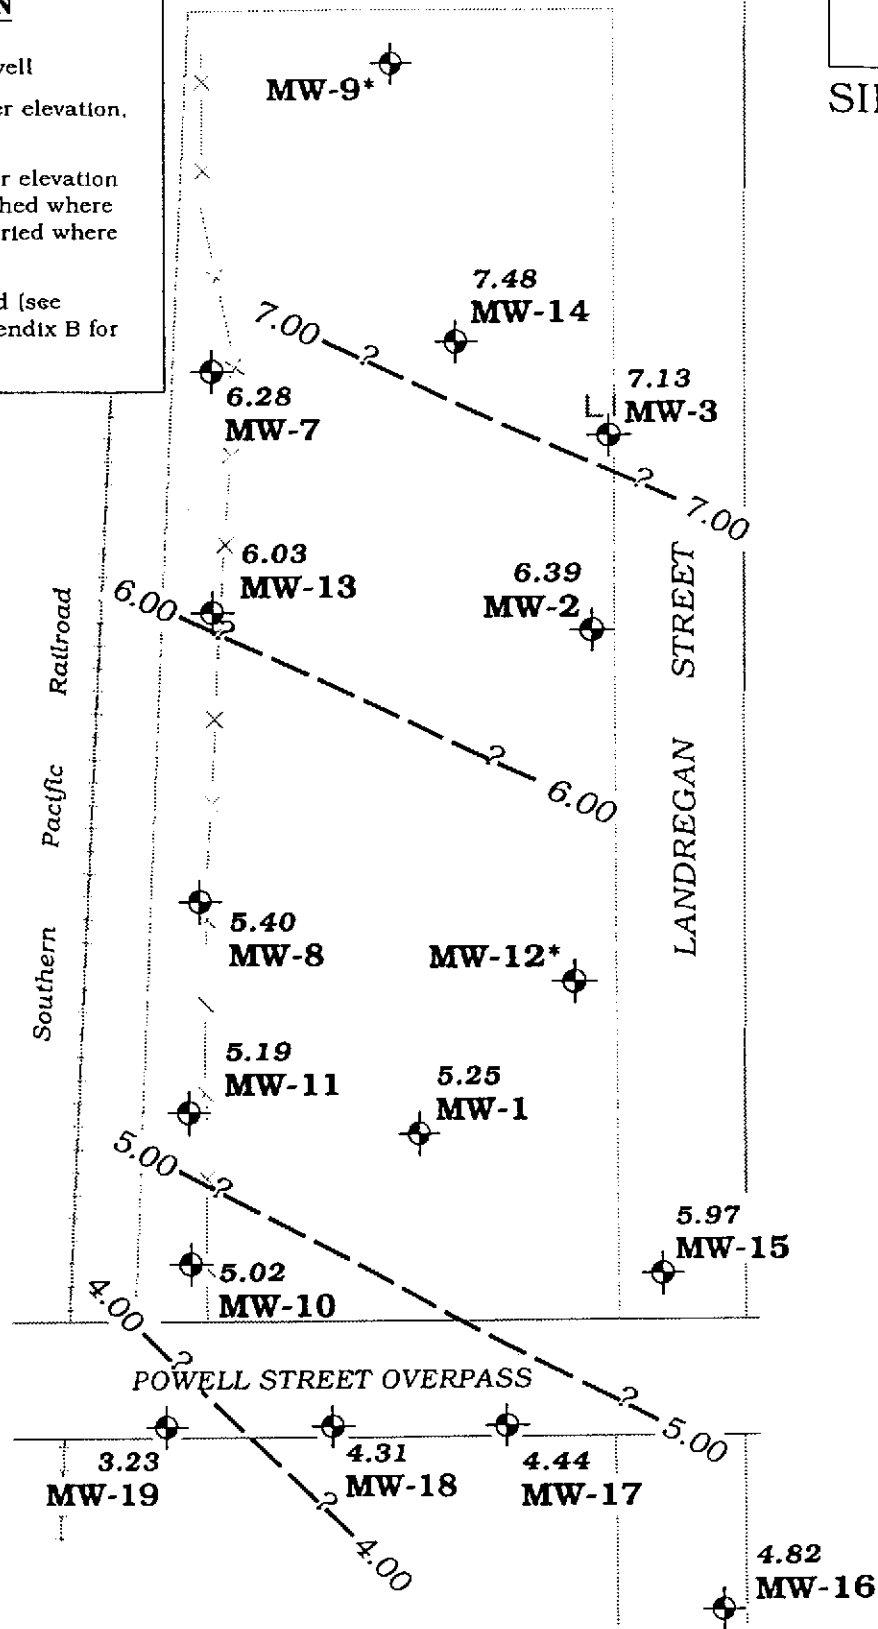 N
well
er elevation,
r elevation
hed where
ried where
d (see
endix B for
SI
MW-9*
7.48
MW-14
7.00
7.13
MW-3
6.28
MW-7
7.00
6.03
MW-13
6.39
MW-2
6.00
6.00
Southern Pacific Railroad
LANDREGAN STREET
5.40
MW-8
MW-12*
5.19
MW-11
5.25
MW-1
5.00
5.97
MW-15
5.02
MW-10
4.00
POWELL STREET OVERPASS
5.00
3.23
MW-19
4.31
MW-18
4.44
MW-17
4.00
4.82
MW-16